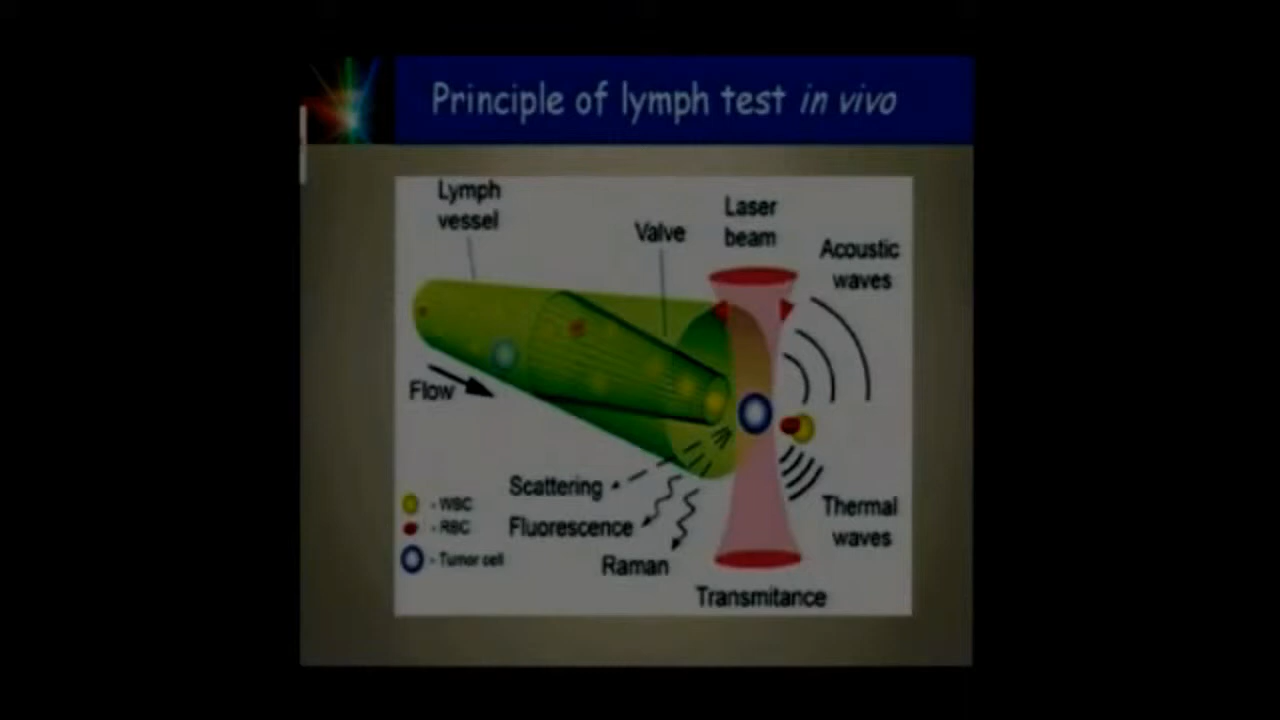 Principle of lymph test in vivo
Lymph
vessel
Valve
Laser
beam
Acoustic
waves
Flow
Scattering
Fluorescence
Raman
Thermal
waves
Transmitance
- WBC
- RBC
- Tumor cell